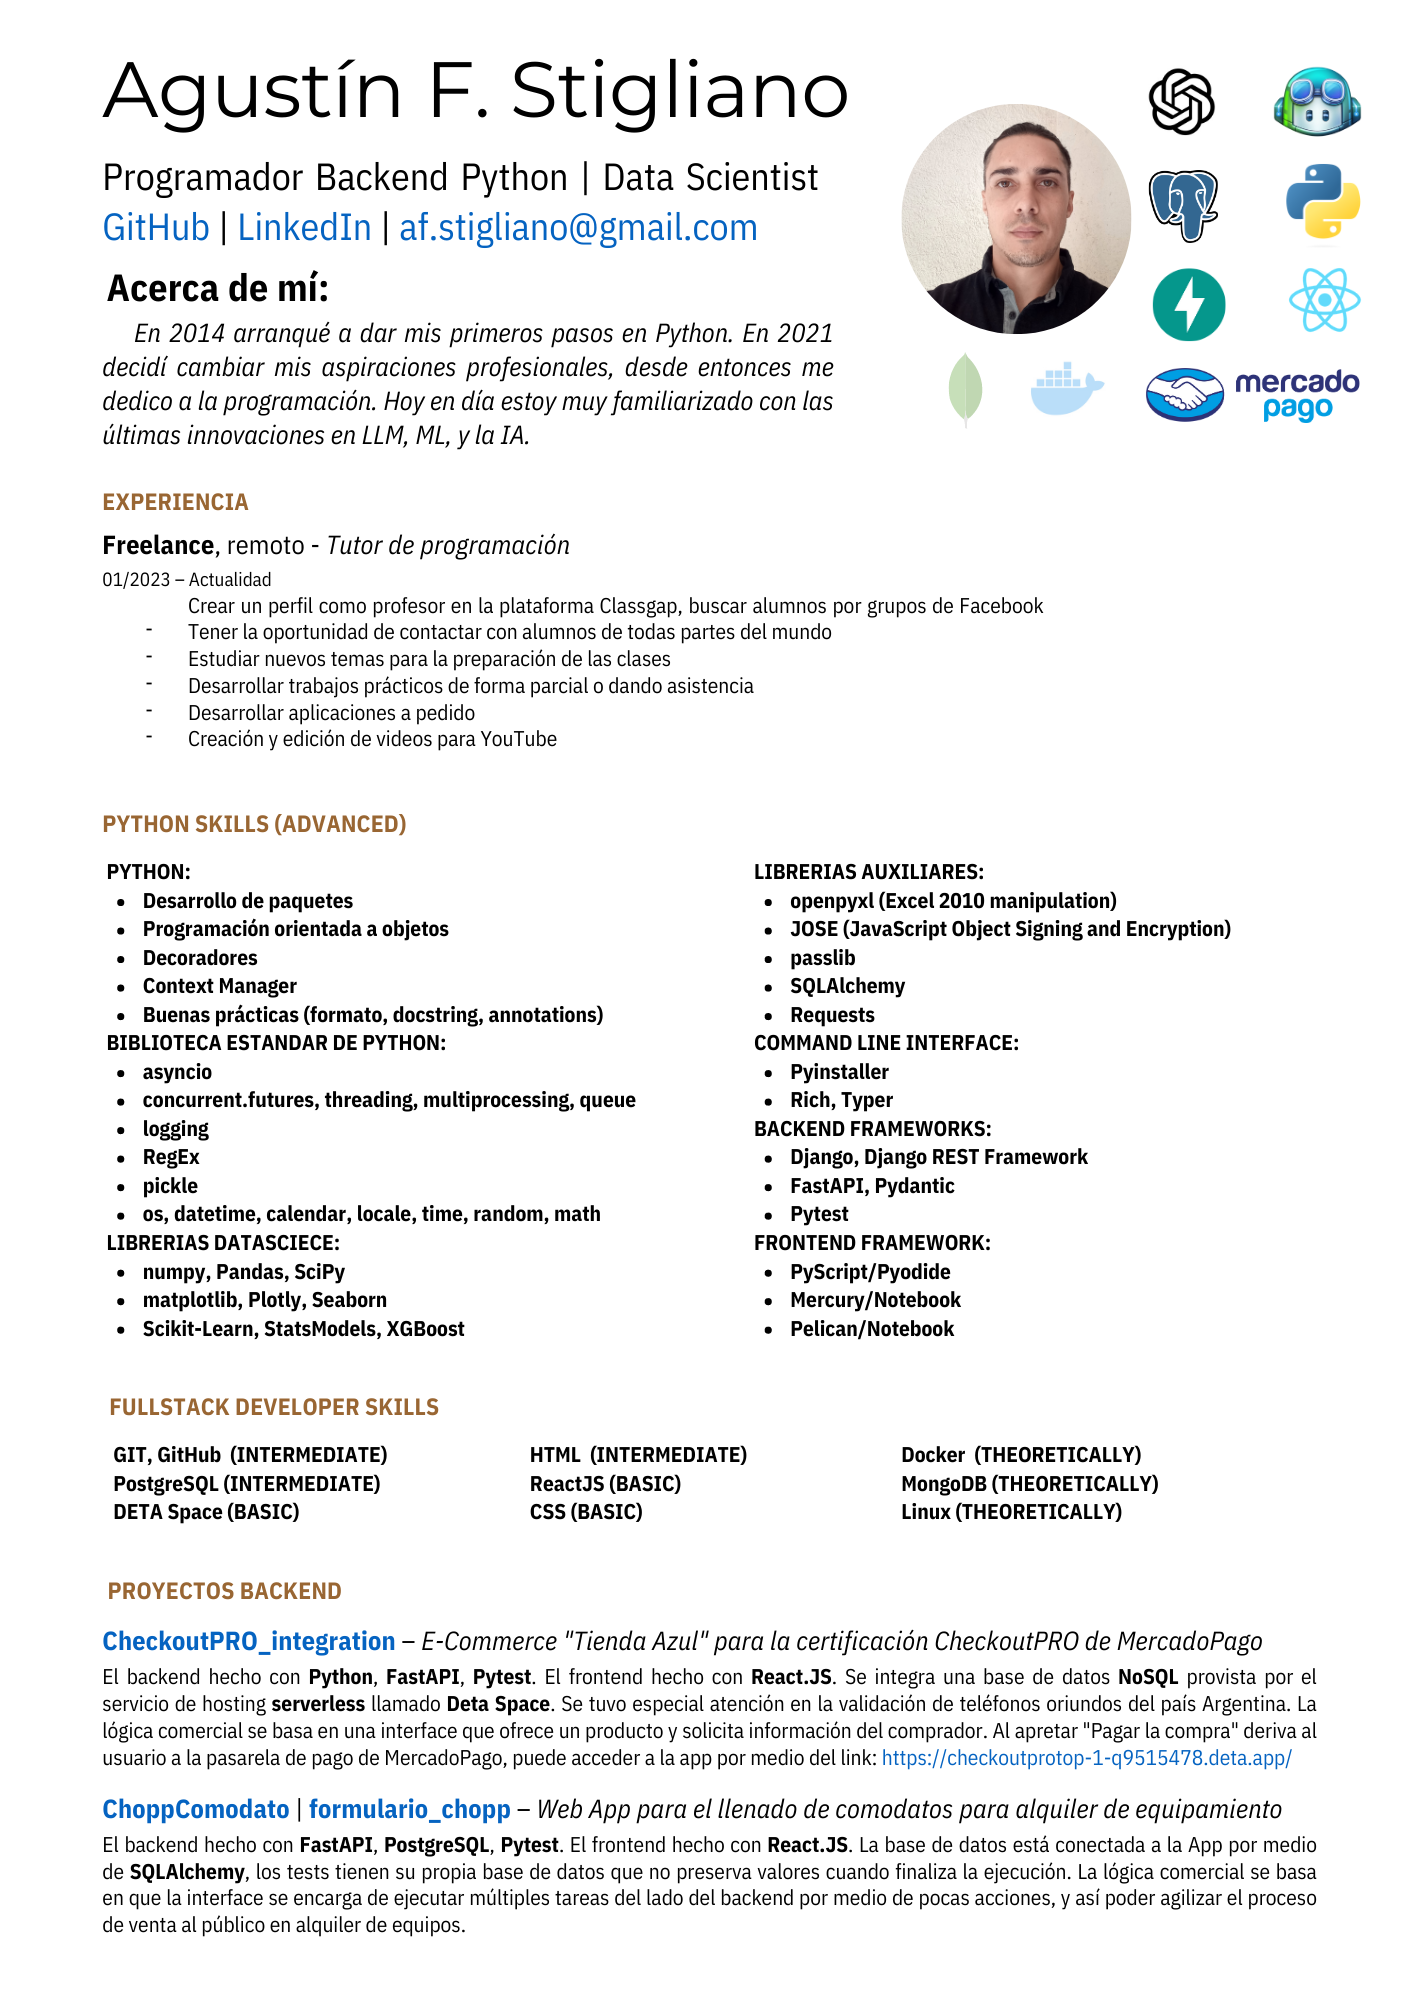 Agustín F. Stigliano
Programador Backend Python | Data Scientist
GitHub | LinkedIn | af.stigliano@gmail.com
Acerca de mí:
En 2014 arranqué a dar mis primeros pasos en Python. En 2021
decidí cambiar mis aspiraciones profesionales, desde entonces me
dedico a la programación. Hoy en día estoy muy familiarizado con las
últimas innovaciones en LLM, ML, y la IA.
mercado
pago
EXPERIENCIA
Freelance, remoto - Tutor de programación
01/2023 – Actualidad
Crear un perfil como profesor en la plataforma Classgap, buscar alumnos por grupos de Facebook
- Tener la oportunidad de contactar con alumnos de todas partes del mundo
- Estudiar nuevos temas para la preparación de las clases
- Desarrollar trabajos prácticos de forma parcial o dando asistencia
- Desarrollar aplicaciones a pedido
- Creación y edición de videos para YouTube
PYTHON SKILLS (ADVANCED)
PYTHON:
• Desarrollo de paquetes
• Programación orientada a objetos
• Decoradores
• Context Manager
• Buenas prácticas (formato, docstring, annotations)
BIBLIOTECA ESTANDAR DE PYTHON:
• asyncio
• concurrent.futures, threading, multiprocessing, queue
• logging
• RegEx
• pickle
• os, datetime, calendar, locale, time, random, math
LIBRERIAS DATASCIECE:
• numpy, Pandas, SciPy
• matplotlib, Plotly, Seaborn
• Scikit-Learn, StatsModels, XGBoost
LIBRERIAS AUXILIARES:
• openpyxl (Excel 2010 manipulation)
• JOSE (JavaScript Object Signing and Encryption)
• passlib
• SQLAlchemy
• Requests
COMMAND LINE INTERFACE:
• Pyinstaller
• Rich, Typer
BACKEND FRAMEWORKS:
• Django, Django REST Framework
• FastAPI, Pydantic
• Pytest
FRONTEND FRAMEWORK:
• PyScript/Pyodide
• Mercury/Notebook
• Pelican/Notebook
FULLSTACK DEVELOPER SKILLS
GIT, GitHub (INTERMEDIATE)
PostgreSQL (INTERMEDIATE)
DETA Space (BASIC)
HTML (INTERMEDIATE)
ReactJS (BASIC)
CSS (BASIC)
Docker (THEORETICALLY)
MongoDB (THEORETICALLY)
Linux (THEORETICALLY)
PROYECTOS BACKEND
CheckoutPRO_integration – E-Commerce "Tienda Azul" para la certificación CheckoutPRO de MercadoPago
El backend hecho con Python, FastAPI, Pytest. El frontend hecho con React.JS. Se integra una base de datos NoSQL provista por el
servicio de hosting serverless llamado Deta Space. Se tuvo especial atención en la validación de teléfonos oriundos del país Argentina. La
lógica comercial se basa en una interface que ofrece un producto y solicita información del comprador. Al apretar "Pagar la compra" deriva al
usuario a la pasarela de pago de MercadoPago, puede acceder a la app por medio del link: https://checkoutprotop-1-q9515478.deta.app/
ChoppComodato | formulario_chopp – Web App para el llenado de comodatos para alquiler de equipamiento
El backend hecho con FastAPI, PostgreSQL, Pytest. El frontend hecho con React.JS. La base de datos está conectada a la App por medio
de SQLAlchemy, los tests tienen su propia base de datos que no preserva valores cuando finaliza la ejecución. La lógica comercial se basa
en que la interface se encarga de ejecutar múltiples tareas del lado del backend por medio de pocas acciones, y así poder agilizar el proceso
de venta al público en alquiler de equipos.